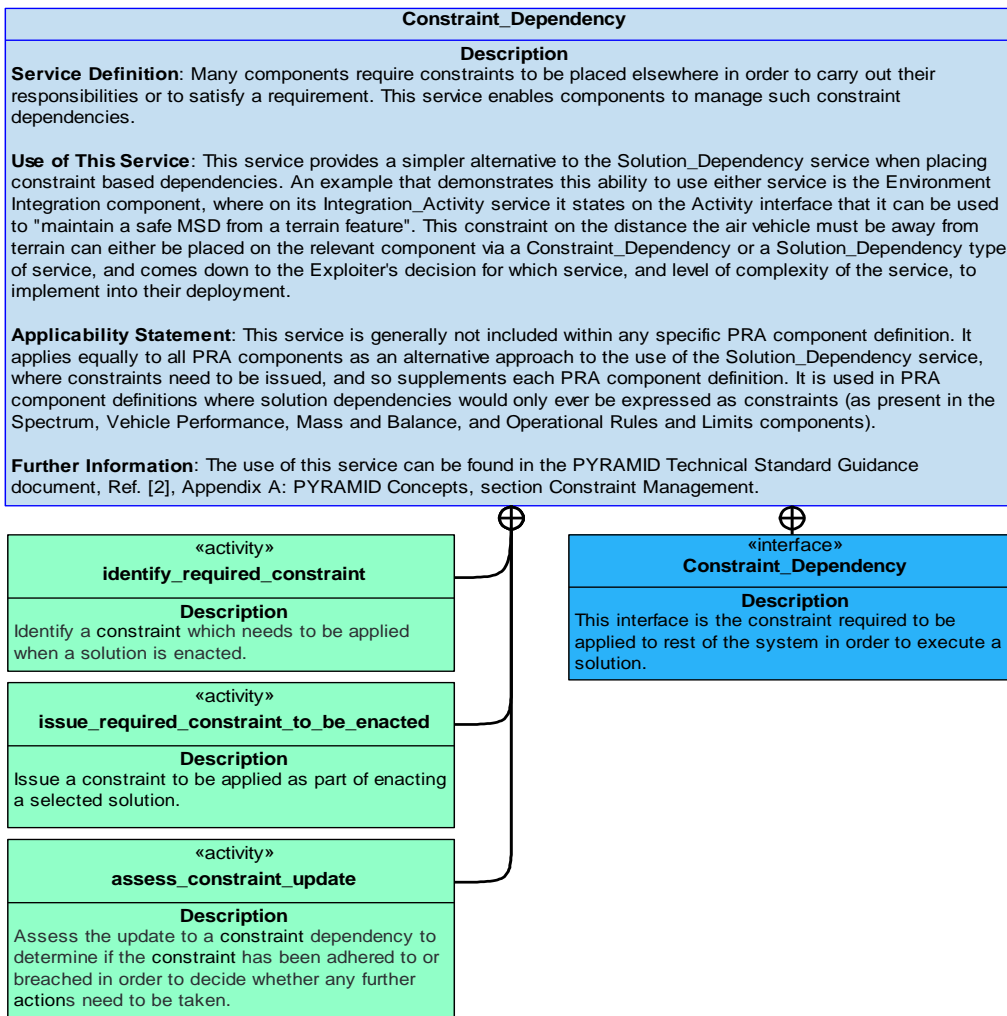 Constraint_Dependency
Description
Service Definition: Many components require constraints to be placed elsewhere in order to carry out their
responsibilities or to satisfy a requirement. This service enables components to manage such constraint
dependencies.
Use of This Service: This service provides a simpler alternative to the Solution_Dependency service when placing
constraint based dependencies. An example that demonstrates this ability to use either service is the Environment
Integration component, where on its Integration_Activity service it states on the Activity interface that it can be used
to "maintain a safe MSD from a terrain feature". This constraint on the distance the air vehicle must be away from
terrain can either be placed on the relevant component via a Constraint_Dependency or a Solution_Dependency type
of service, and comes down to the Exploiter's decision for which service, and level of complexity of the service, to
implement into their deployment.
Applicability Statement: This service is generally not included within any specific PRA component definition. It
applies equally to all PRA components as an alternative approach to the use of the Solution_Dependency service,
where constraints need to be issued, and so supplements each PRA component definition. It is used in PRA
component definitions where solution dependencies would only ever be expressed as constraints (as present in the
Spectrum, Vehicle Performance, Mass and Balance, and Operational Rules and Limits components).
Further Information: The use of this service can be found in the PYRAMID Technical Standard Guidance
document, Ref. [2], Appendix A: PYRAMID Concepts, section Constraint Management.
«activity»
identify_required_constraint
Description
Identify a constraint which needs to be applied
when a solution is enacted.
«interface»
Constraint_Dependency
Description
This interface is the constraint required to be
applied to rest of the system in order to execute a
solution.
«activity»
issue_required_constraint_to_be_enacted
Description
Issue a constraint to be applied as part of enacting
a selected solution.
«activity»
assess_constraint_update
Description
Assess the update to a constraint dependency to
determine if the constraint has been adhered to or
breached in order to decide whether any further
actions need to be taken.